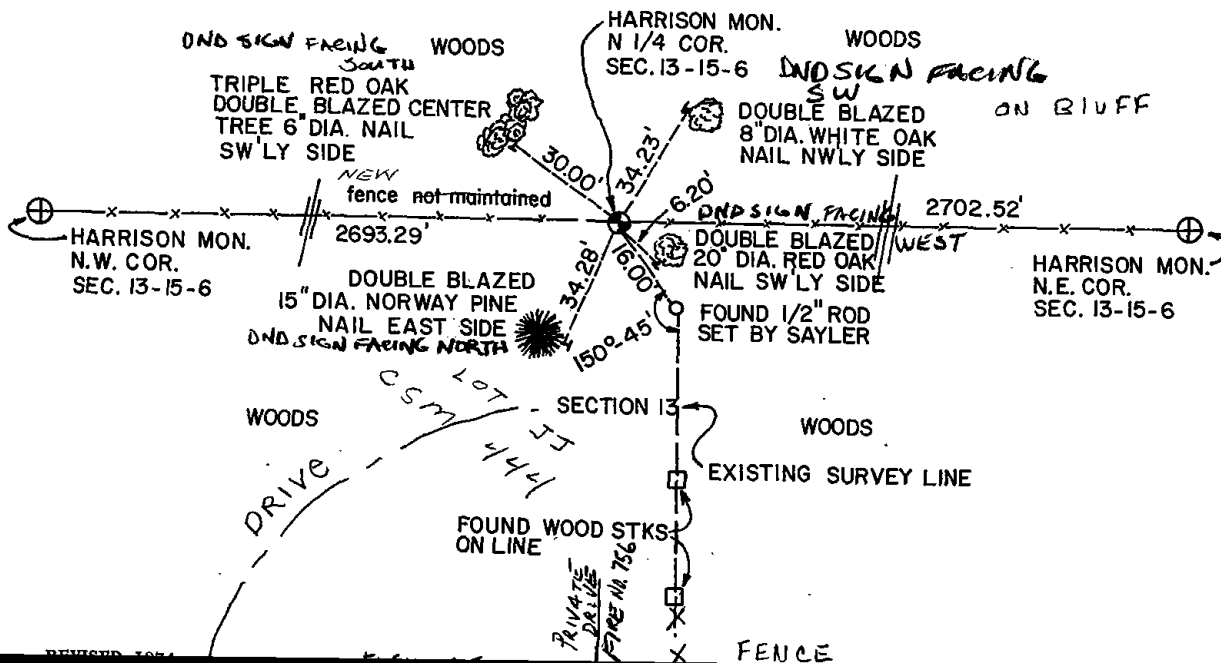 DND SIGN FACING
SOUTH
WOODS
TRIPLE RED OAK
DOUBLE BLAZED CENTER
TREE 6" DIA. NAIL
SW'LY SIDE
HARRISON MON.
N 1/4 COR.
SEC. 13-15-6
WOODS
DND SIGN FACING
SW
ON BLUFF
DOUBLE BLAZED
8" DIA. WHITE OAK
NAIL NWLY SIDE
30.00'
34.23'
6.20'
NEW
fence not maintained
2693.29'
2702.52'
HARRISON MON.
N.W. COR.
SEC. 13-15-6
DND SIGN FACING
WEST
DOUBLE BLAZED
20" DIA. RED OAK
NAIL SW'LY SIDE
HARRISON MON.
N.E. COR.
SEC. 13-15-6
34.28'
16.00'
DOUBLE BLAZED
15" DIA. NORWAY PINE
NAIL EAST SIDE
DND SIGN FACING NORTH
150°-45'
FOUND 1/2" ROD
SET BY SAYLER
LOT
CSM
JJ
444
WOODS
SECTION 13
WOODS
DRIVE
EXISTING SURVEY LINE
FOUND WOOD STKS
ON LINE
PRIVATE
DRIVE
FIRE NO. 756
FENCE